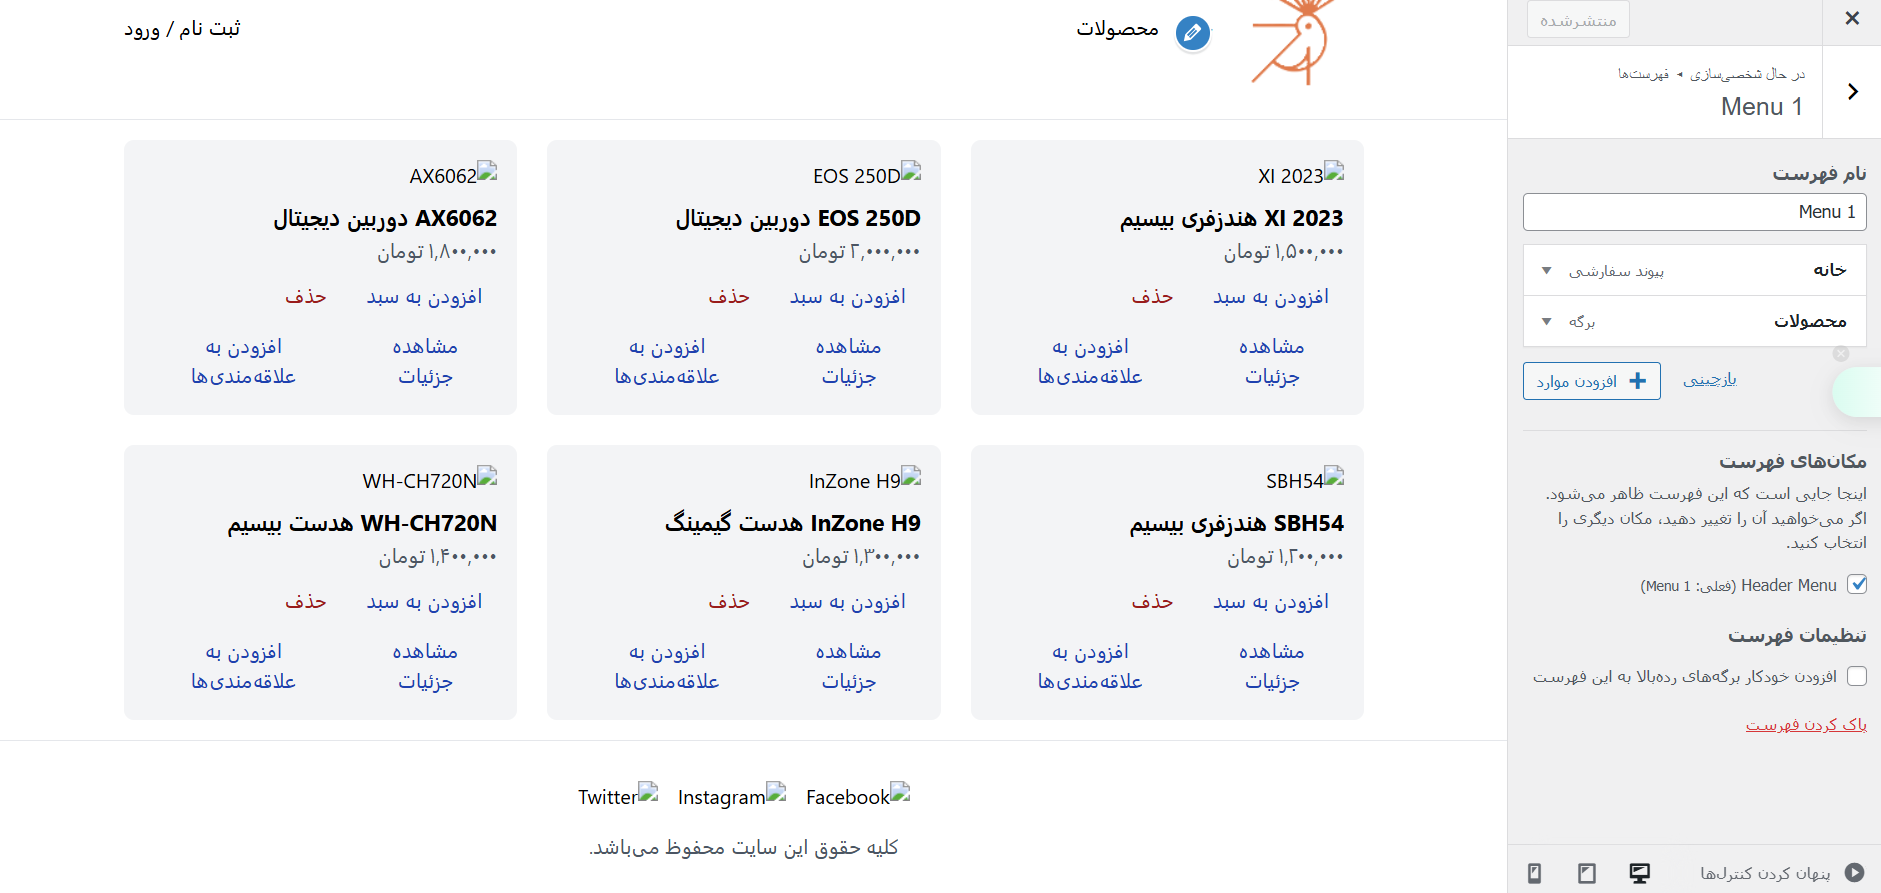 منتشرشده
در حال شخصی‌سازی ◂ فهرست‌ها
Menu 1
نام فهرست
Menu 1
خانه پیوند سفارشی
محصولات برگه
بازچینی افزودن موارد
مکان‌های فهرست
اینجا جایی است که این فهرست ظاهر می‌شود.
اگر می‌خواهید آن را تغییر دهید، مکان دیگری را
انتخاب کنید.
Header Menu (فعلی: Menu 1)
تنظیمات فهرست
افزودن خودکار برگه‌های رده‌بالا به این فهرست
پاک کردن فهرست
پنهان کردن کنترل‌ها
محصولات
ثبت نام / ورود
XI 2023
XI 2023 هندزفری بیسیم
۱,۵۰۰,۰۰۰ تومان
افزودن به سبد حذف
مشاهده افزودن به
جزئیات علاقه‌مندی‌ها
EOS 250D
EOS 250D دوربین دیجیتال
۲,۰۰۰,۰۰۰ تومان
افزودن به سبد حذف
مشاهده افزودن به
جزئیات علاقه‌مندی‌ها
AX6062
AX6062 دوربین دیجیتال
۱,۸۰۰,۰۰۰ تومان
افزودن به سبد حذف
مشاهده افزودن به
جزئیات علاقه‌مندی‌ها
SBH54
SBH54 هندزفری بیسیم
۱,۲۰۰,۰۰۰ تومان
افزودن به سبد حذف
مشاهده افزودن به
جزئیات علاقه‌مندی‌ها
InZone H9
InZone H9 هدست گیمینگ
۱,۳۰۰,۰۰۰ تومان
افزودن به سبد حذف
مشاهده افزودن به
جزئیات علاقه‌مندی‌ها
WH-CH720N
WH-CH720N هدست بیسیم
۱,۴۰۰,۰۰۰ تومان
افزودن به سبد حذف
مشاهده افزودن به
جزئیات علاقه‌مندی‌ها
Facebook Instagram Twitter
کلیه حقوق این سایت محفوظ می‌باشد.